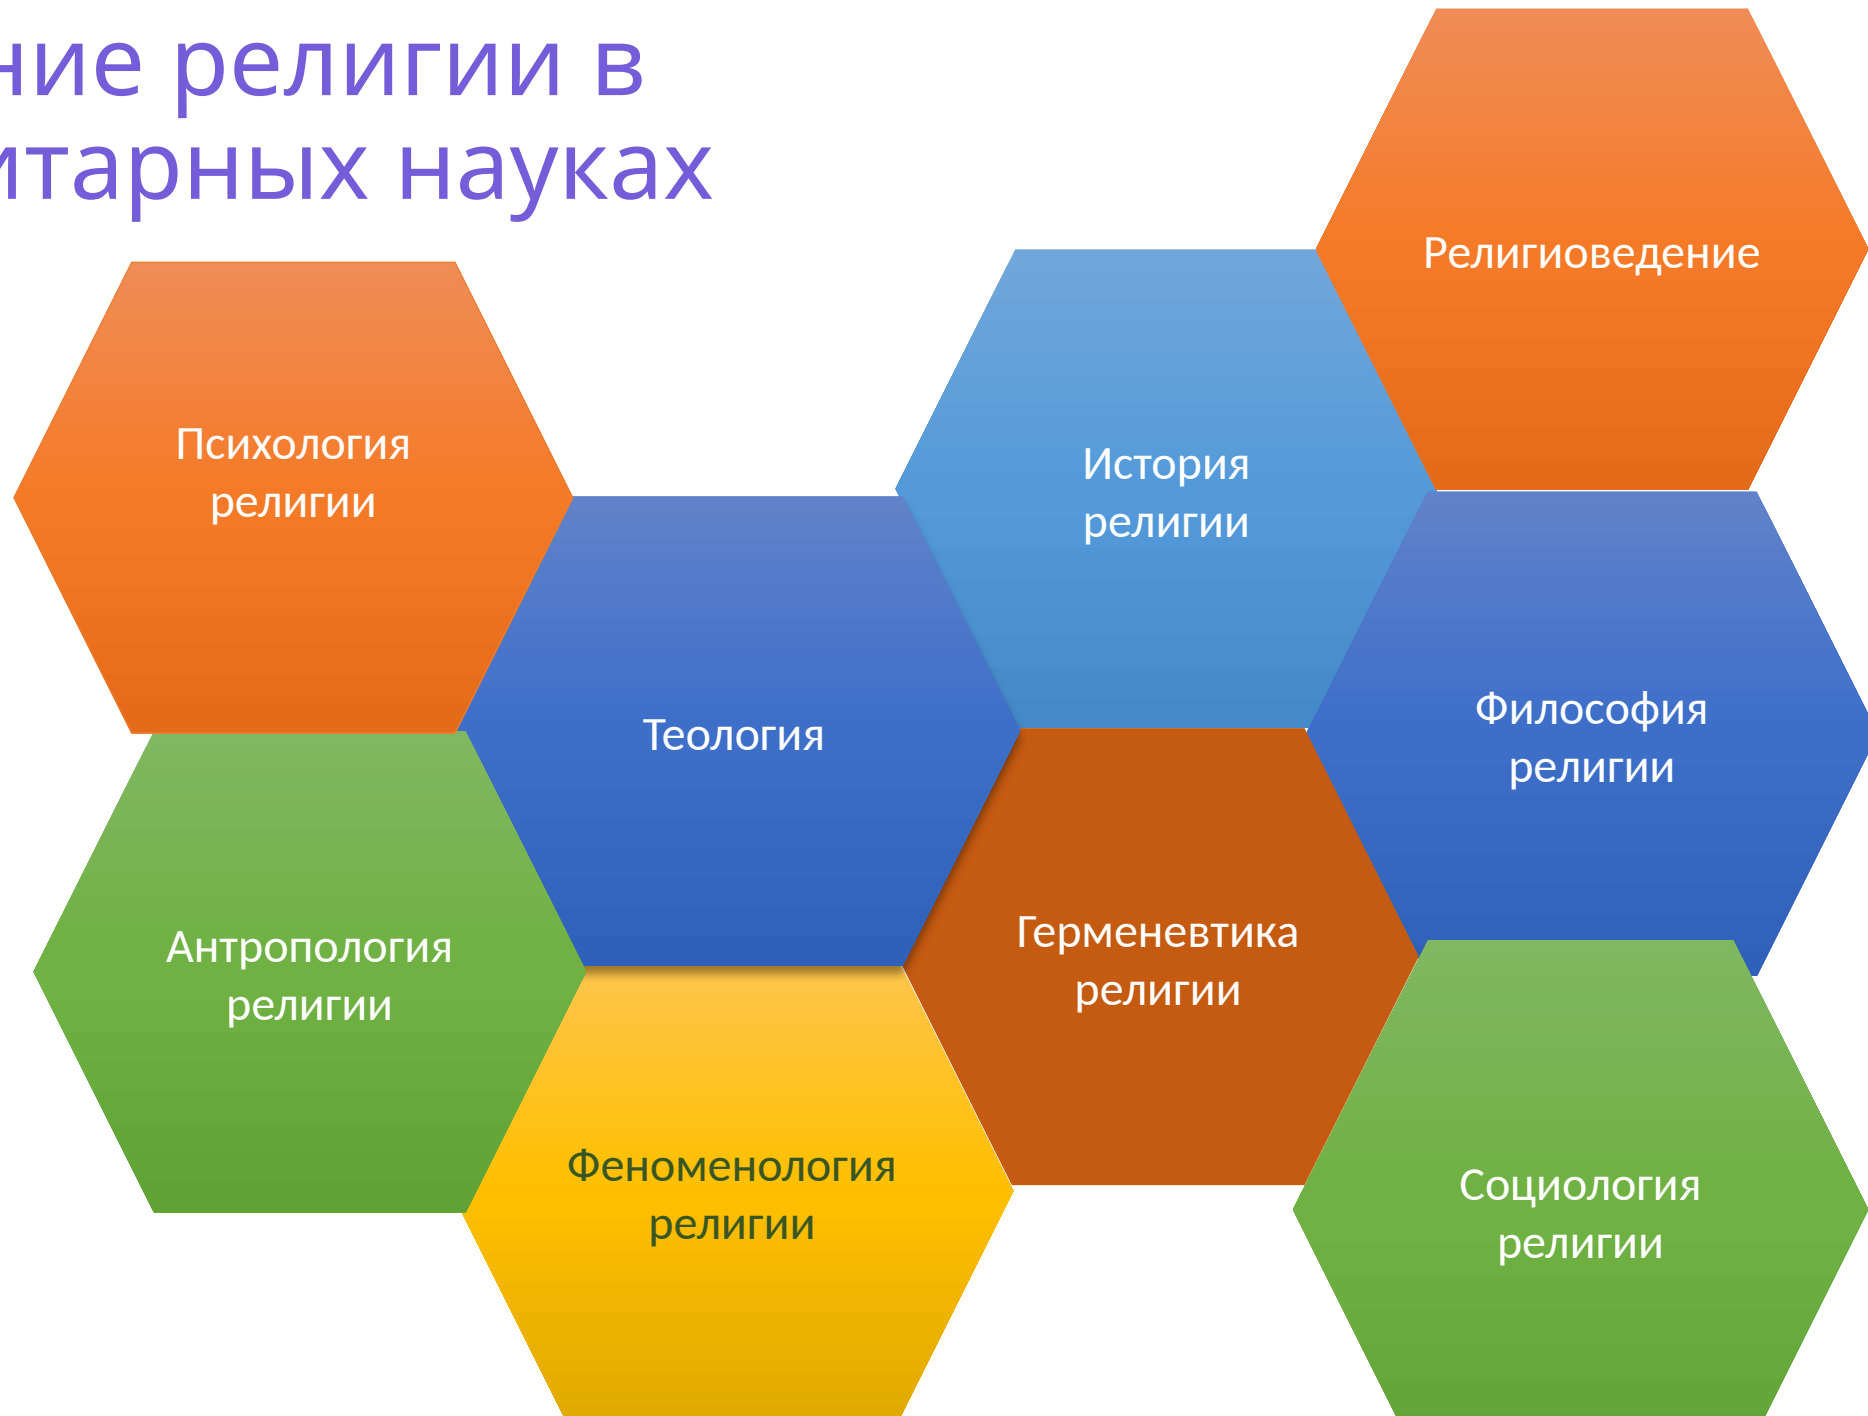 ние религии в
итарных науках
Религиоведение
Психология
религии
История
религии
Теология
Философия
религии
Антропология
религии
Герменевтика
религии
Феноменология
религии
Социология
религии